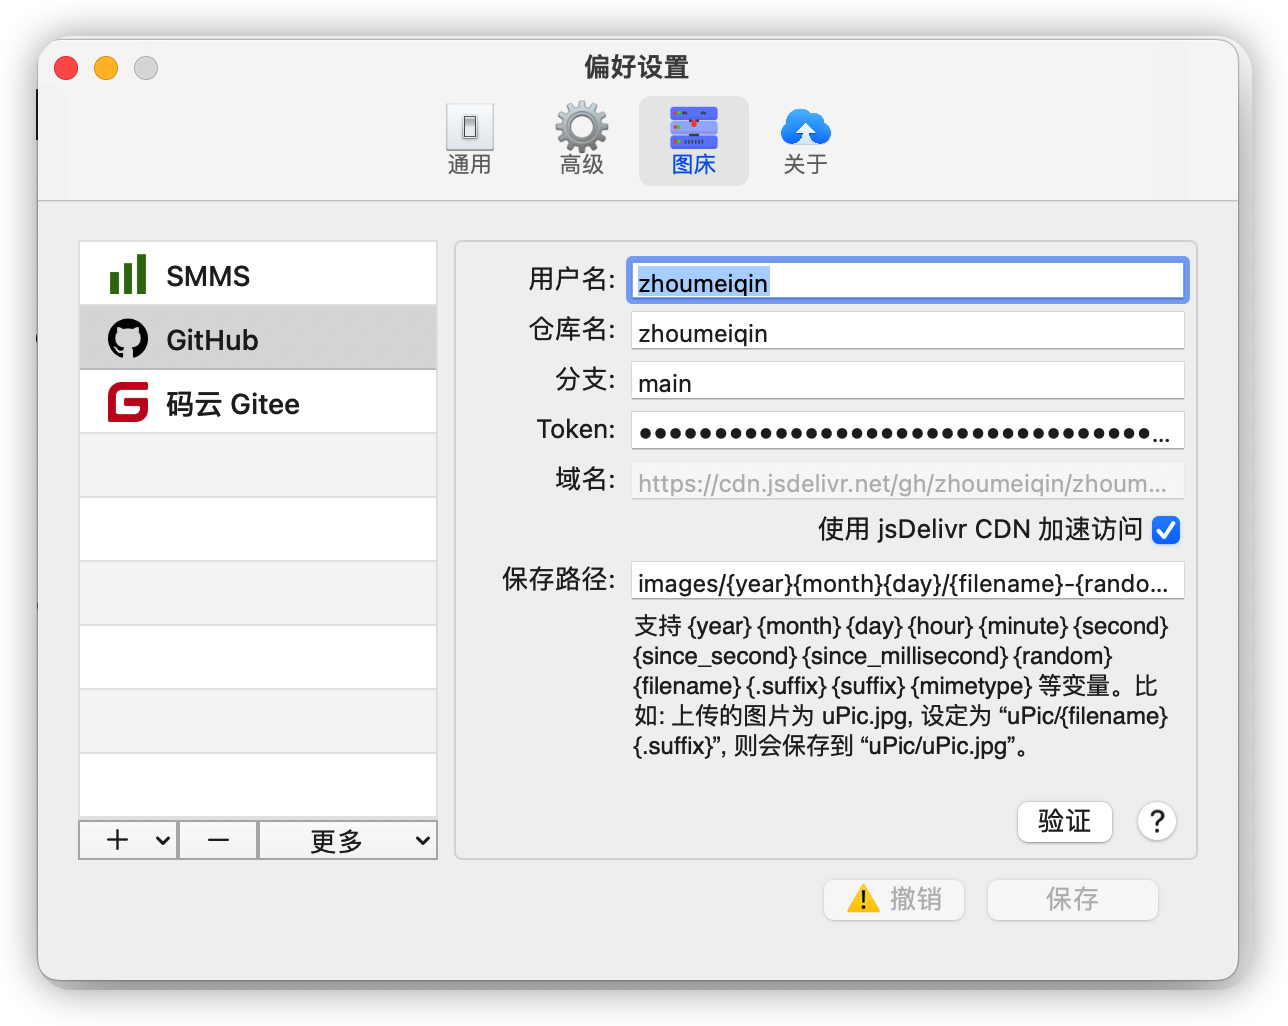 偏好设置
通用
高级
图床
关于
SMMS
GitHub
码云 Gitee
更多
用户名: zhoumeiqin
仓库名: zhoumeiqin
分支: main
Token: ●●●●●●●●●●●●●●●●●●●●●●●●●●●●●●●●●●...
域名: https://cdn.jsdelivr.net/gh/zhoumeiqin/zhoum...
使用 jsDelivr CDN 加速访问
保存路径: images/{year}{month}{day}/{filename}-{rando...
支持 {year} {month} {day} {hour} {minute} {second}
{since_second} {since_millisecond} {random}
{filename} {.suffix} {suffix} {mimetype} 等变量。比
如: 上传的图片为 uPic.jpg, 设定为 “uPic/{filename}
{.suffix}”, 则会保存到 “uPic/uPic.jpg”。
验证
?
撤销
保存